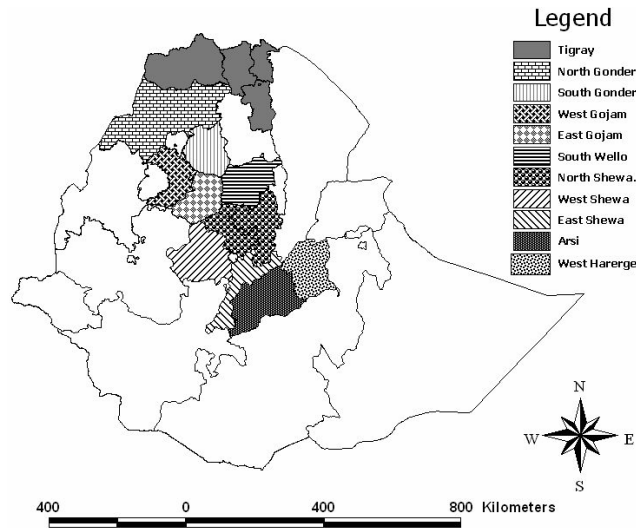 Legend
Tigray
North Gonder
South Gonder
West Gojam
East Gojam
South Wello
North Shewa.
West Shewa
East Shewa
Arsi
West Harerge
N
W E
S
400 0 400 800 Kilometers